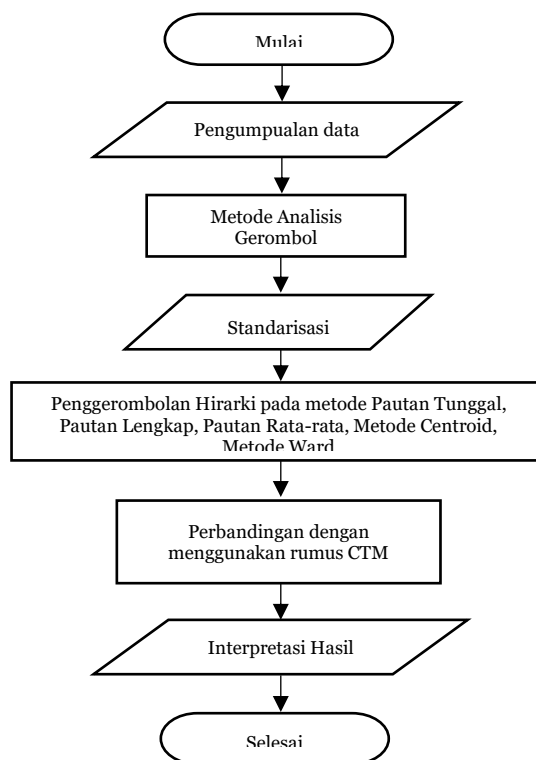 Mulai
Pengumpualan data
Metode Analisis
Gerombol
Standarisasi
Penggerombolan Hirarki pada metode Pautan Tunggal,
Pautan Lengkap, Pautan Rata-rata, Metode Centroid,
Metode Ward
Perbandingan dengan
menggunakan rumus CTM
Interpretasi Hasil
Selesai